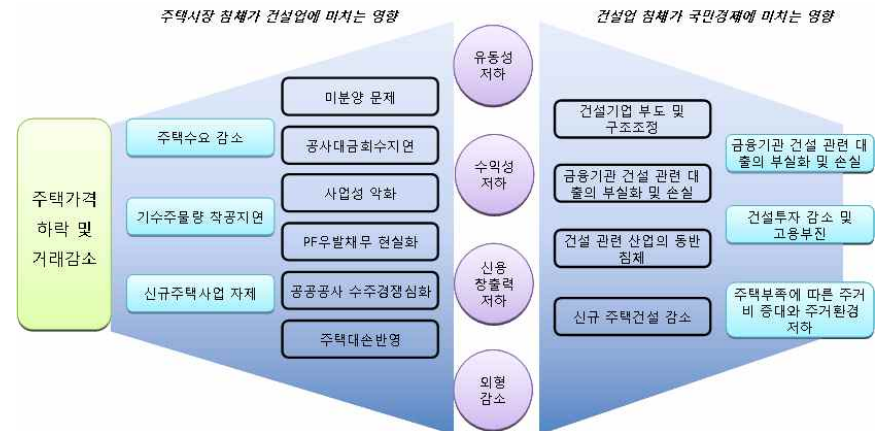 주택시장 침체가 건설업에 미치는 영향
건설업 침체가 국민경제에 미치는 영향
주택가격
하락 및
거래감소
주택수요 감소
기수주물량 착공지연
신규주택사업 자제
미분양 문제
공사대금회수지연
사업성 악화
PF우발채무 현실화
공공공사 수주경쟁심화
주택대손반영
유동성
저하
수익성
저하
신용
창출력
저하
외형
감소
건설기업 부도 및
구조조정
금융기관 건설 관련 대
출의 부실화 및 손실
건설 관련 산업의 동반
침체
신규 주택건설 감소
금융기관 건설 관련 대
출의 부실화 및 손실
건설투자 감소 및
고용부진
주택부족에 따른 주거
비 증대와 주거환경
저하